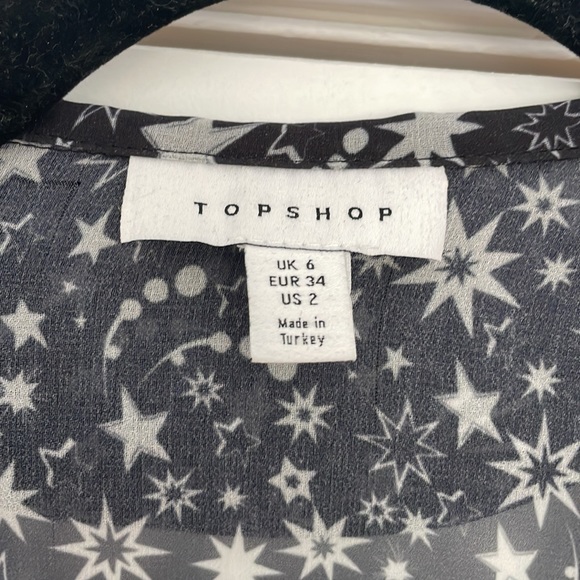 TOPSHOP
UK 6
EUR 34
US 2
Made in
Turkey